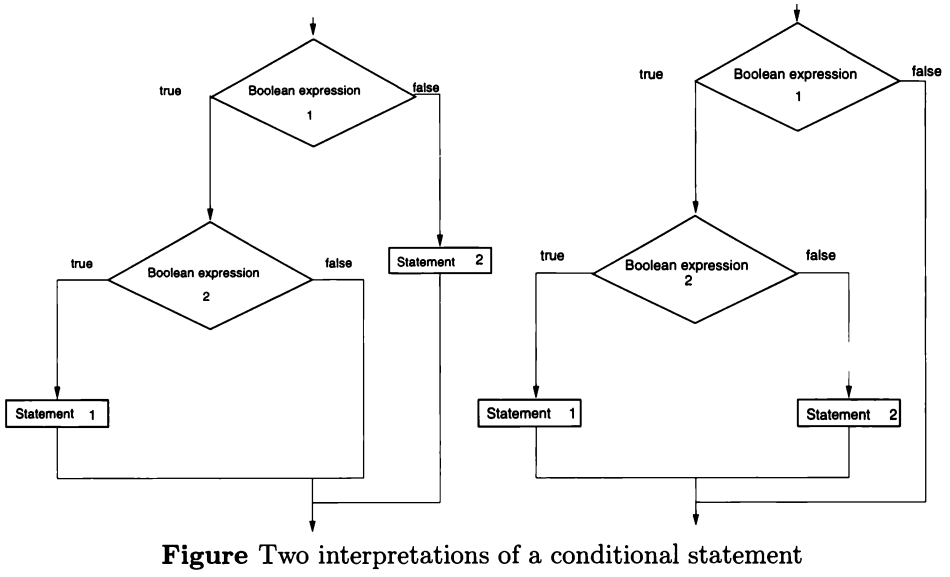 true
Boolean expression
1
false
true
Boolean expression
2
false
Statement 2
Statement 1
true
Boolean expression
1
false
true
Boolean expression
2
false
Statement 1
Statement 2
Figure Two interpretations of a conditional statement